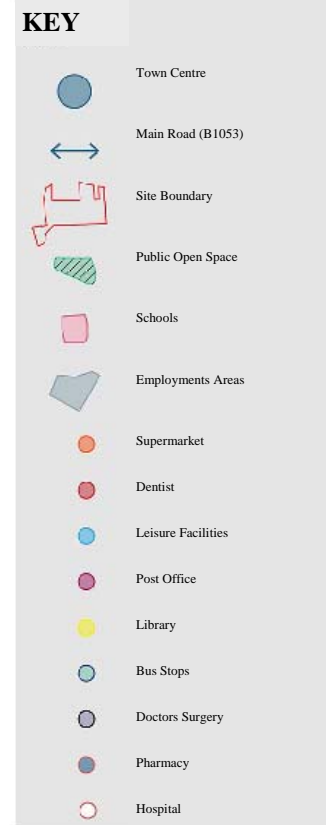 KEY
Town Centre
Main Road (B1053)
Site Boundary
Public Open Space
Schools
Employments Areas
Supermarket
Dentist
Leisure Facilities
Post Office
Library
Bus Stops
Doctors Surgery
Pharmacy
Hospital